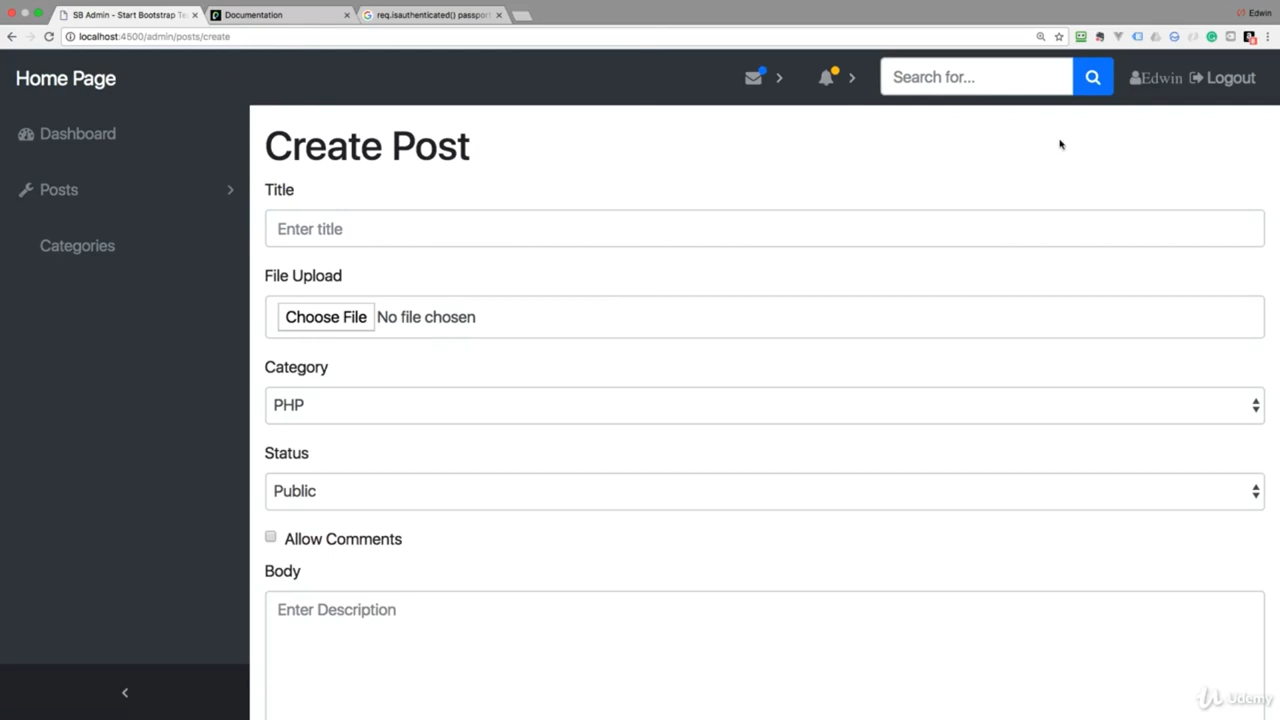 SB Admin - Start Bootstrap Te
Documentation
req.isauthenticated() passport
Edwin
localhost:4500/admin/posts/create
Home Page
Search for...
Edwin
Logout
Dashboard
Create Post
Posts
Title
Enter title
Categories
File Upload
Choose File No file chosen
Category
PHP
Status
Public
Allow Comments
Body
Enter Description
Udemy